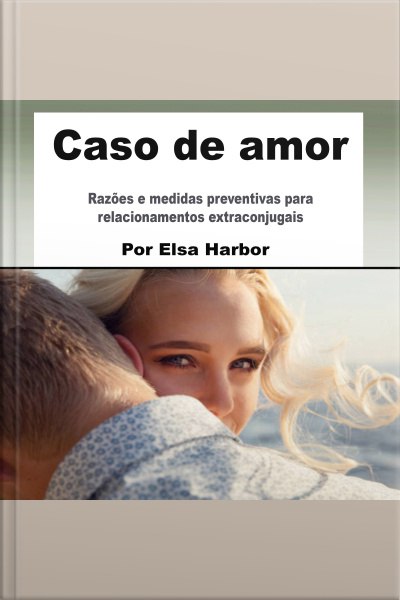 Caso de amor
Razões e medidas preventivas para
relacionamentos extraconjugais
Por Elsa Harbor